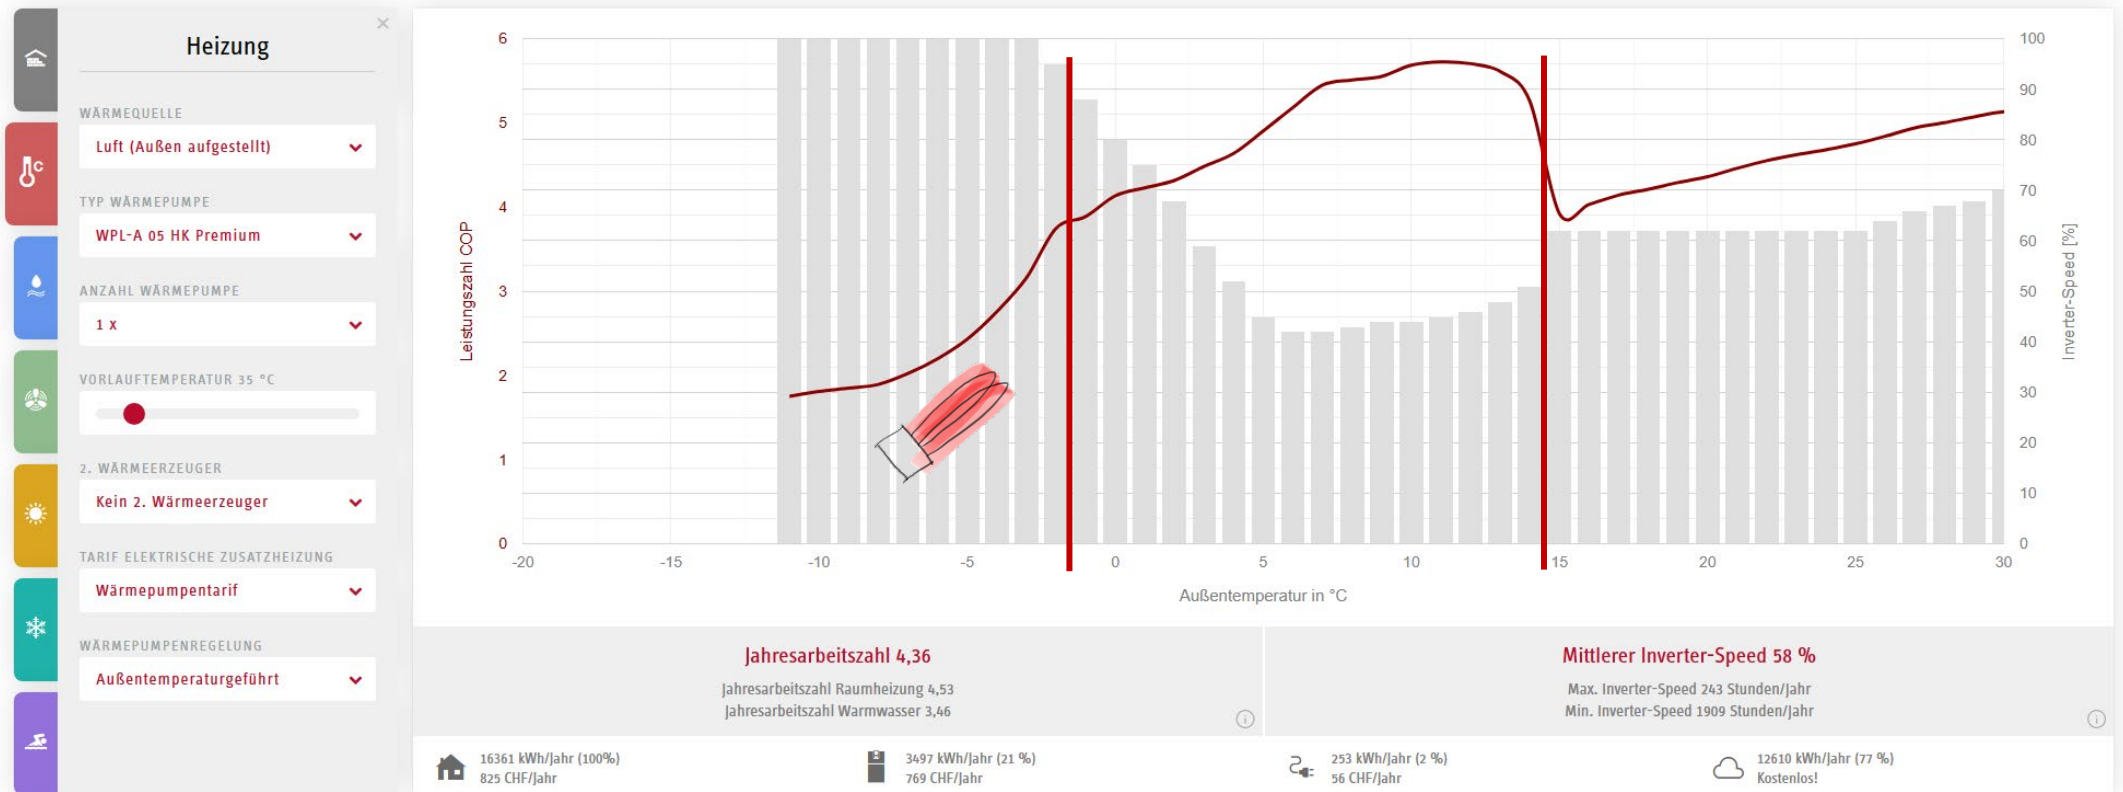 Heizung
×
WÄRMEQUELLE
Luft (Außen aufgestellt)
TYP WÄRMEPUMPE
WPL-A 05 HK Premium
ANZAHL WÄRMEPUMPE
1 x
VORLAUFTEMPERATUR 35 °C
2. WÄRMEERZEUGER
Kein 2. Wärmeerzeuger
TARIF ELEKTRISCHE ZUSATZHEIZUNG
Wärmepumpentarif
WÄRMEPUMPENREGELUNG
Außentemperaturgeführt
°C
Leistungszahl COP
6
5
4
3
2
1
0
-20 -15 -10 -5 0 5 10 15 20 25 30
Außentemperatur in °C
100
90
80
70
60
50
40
30
20
10
0
Inverter-Speed [%]
Jahresarbeitszahl 4,36
Jahresarbeitszahl Raumheizung 4,53
Jahresarbeitszahl Warmwasser 3,46
Mittlerer Inverter-Speed 58 %
Max. Inverter-Speed 243 Stunden/Jahr
Min. Inverter-Speed 1909 Stunden/Jahr
16361 kWh/Jahr (100%)
825 CHF/Jahr
3497 kWh/Jahr (21 %)
769 CHF/Jahr
253 kWh/Jahr (2 %)
56 CHF/Jahr
12610 kWh/Jahr (77 %)
Kostenlos!